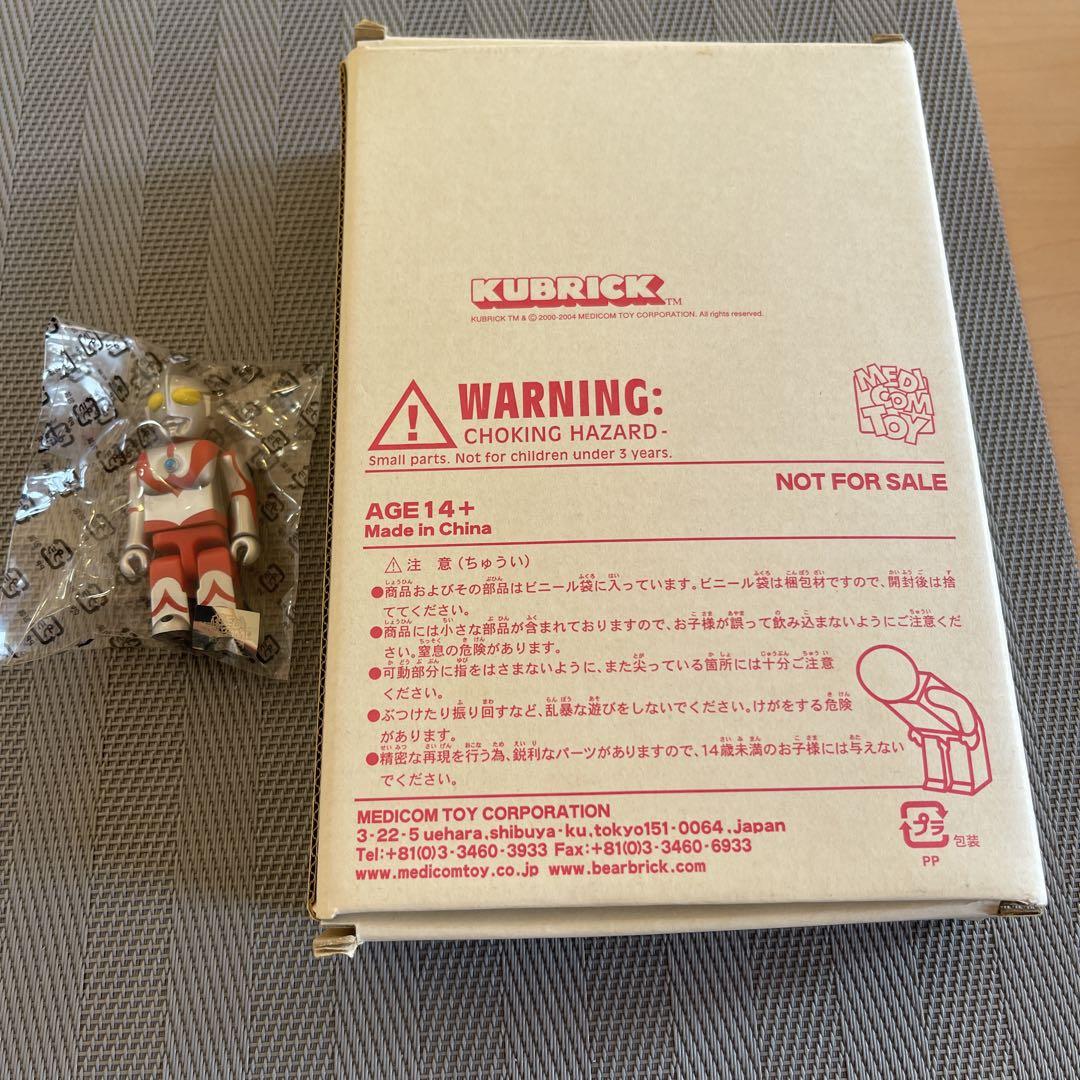 KUBRICK TM
KUBRICK TM & © 2000-2004 MEDICOM TOY CORPORATION. All rights reserved.
MEDI
COM
TOY
WARNING:
CHOKING HAZARD-
Small parts. Not for children under 3 years.
NOT FOR SALE
AGE 14+
Made in China
⚠注 意(ちゅうい)
●商品およびその部品はビニール袋に入っています。ビニール袋は梱包材ですので、開封後は捨
ててください。
●商品には小さな部品が含まれておりますので、お子様が誤って飲み込まないようにご注意くだ
さい。窒息の危険があります。
●可動部分に指をはさまないように、また尖っている箇所には十分ご注意
ください。
●ぶつけたり振り回すなど、乱暴な遊びをしないでください。けがをする危険
があります。
●精密な再現を行う為、鋭利なパーツがありますので、14歳未満のお子様には与えない
でください。
MEDICOM TOY CORPORATION
3-22-5 uehara,shibuya-ku,tokyo151-0064,japan
Tel:+81(0)3-3460-3933 Fax:+81(0)3-3460-6933
www.medicomtoy.co.jp www.bearbrick.com
プラ
包装
PP